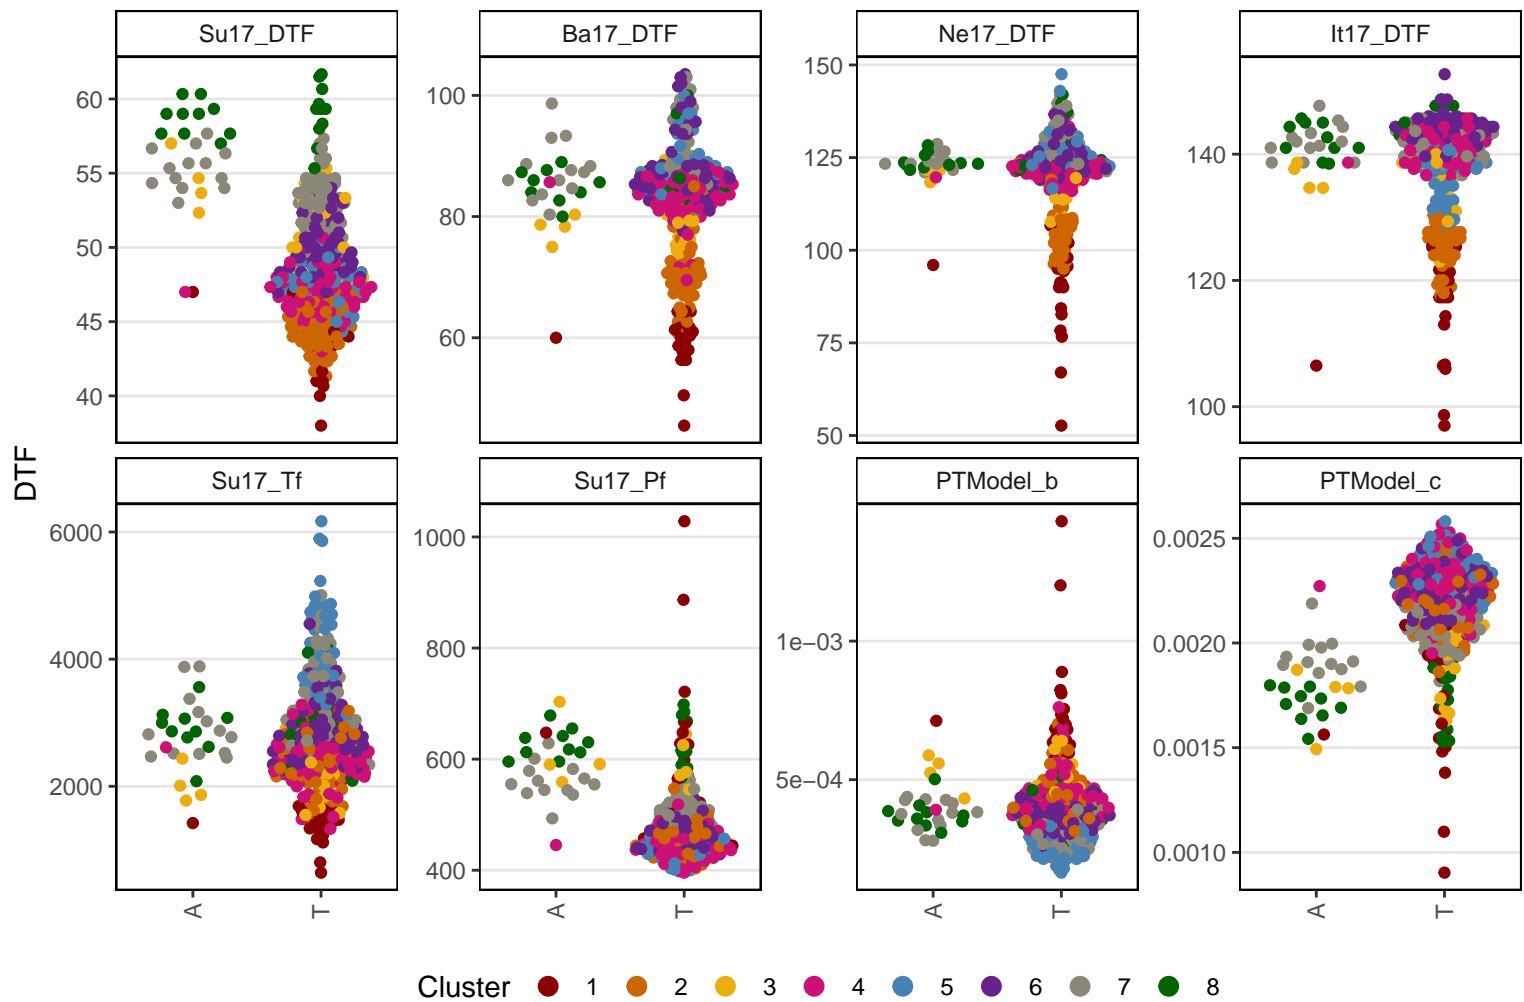 Su17_DTF
Ba17_DTF
Ne17_DTF
It17_DTF
60
55
50
45
40
100
80
60
150
125
100
75
50
140
120
100
DTF
Su17_Tf
Su17_Pf
PTModel_b
PTModel_c
6000
4000
2000
1000
800
600
400
1e−03
5e−04
0.0025
0.0020
0.0015
0.0010
A
T
A
T
A
T
A
T
Cluster 1 2 3 4 5 6 7 8